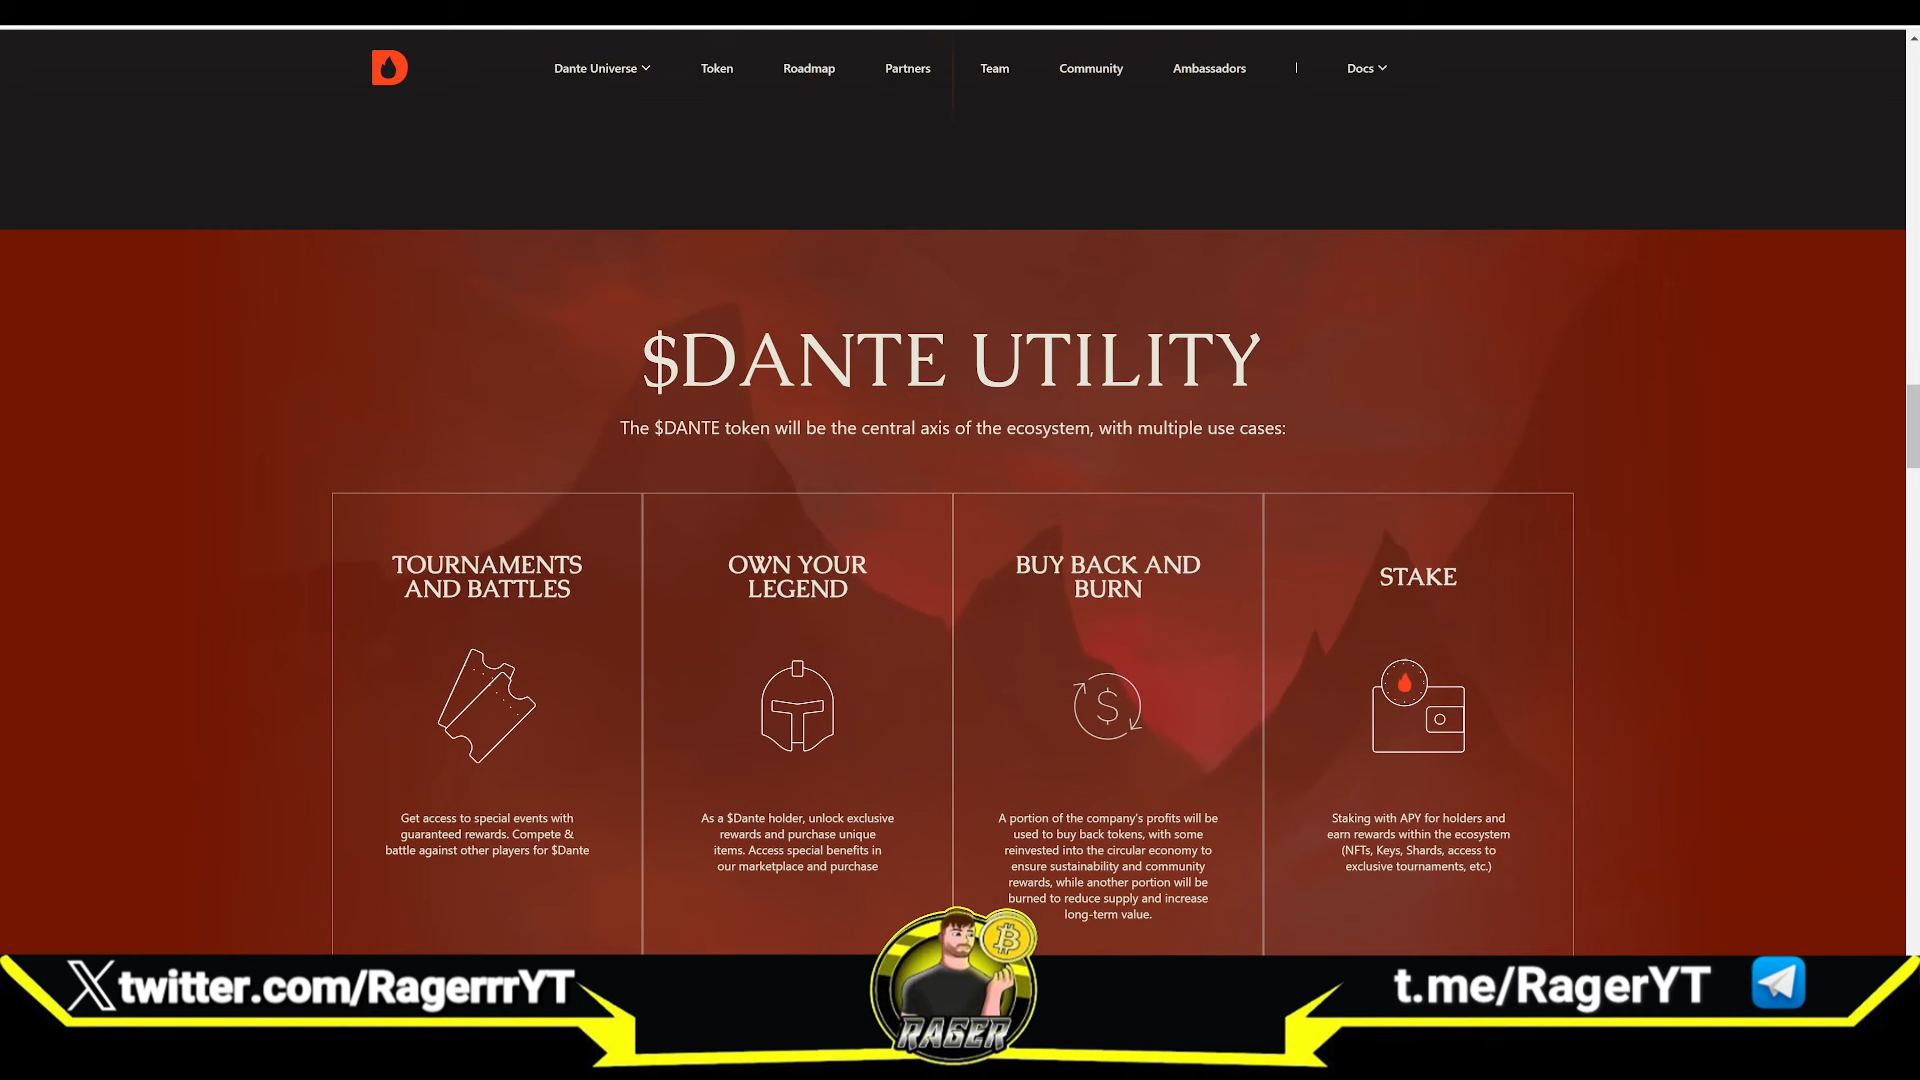 Dante Universe Token Roadmap Partners Team Community Ambassadors | Docs
$DANTE UTILITY
The $DANTE token will be the central axis of the ecosystem, with multiple use cases:
TOURNAMENTS
AND BATTLES
Get access to special events with
guaranteed rewards. Compete &
battle against other players for $Dante
OWN YOUR
LEGEND
As a $Dante holder, unlock exclusive
rewards and purchase unique
items. Access special benefits in
our marketplace and purchase
BUY BACK AND
BURN
A portion of the company's profits will be
used to buy back tokens, with some
reinvested into the circular economy to
ensure sustainability and community
rewards, while another portion will be
burned to reduce supply and increase
long-term value.
STAKE
Staking with APY for holders and
earn rewards within the ecosystem
(NFTs, Keys, Shards, access to
exclusive tournaments, etc.)
twitter.com/RagerrrYT
RAGER
t.me/RagerYT